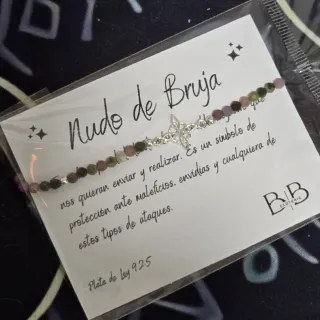 Nudo de Bruja
que
nos quieran enviar y realizar. Es un símbolo de
protección ante maleficios, envidias y cualquiera de
estos tipos de ataques.
Plata de ley 925
B&B